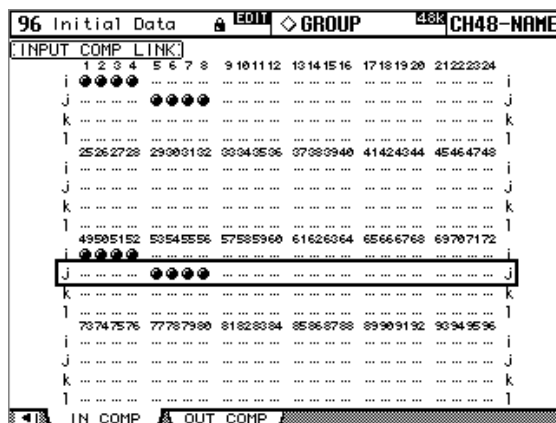 96 Initial Data EDIT ◇GROUP 48K CH48-NAME
INPUT COMP LINK
1 2 3 4 5 6 7 8 9 10 11 12 13 14 15 16 17 18 19 20 21 22 23 24
i i
j j
k k
l l
25 26 27 28 29 30 31 32 33 34 35 36 37 38 39 40 41 42 43 44 45 46 47 48
i i
j j
k k
l l
49 50 51 52 53 54 55 56 57 58 59 60 61 62 63 64 65 66 67 68 69 70 71 72
i i
j j
k k
l l
73 74 75 76 77 78 79 80 81 82 83 84 85 86 87 88 89 90 91 92 93 94 95 96
i i
j j
k k
l l
IN COMP OUT COMP